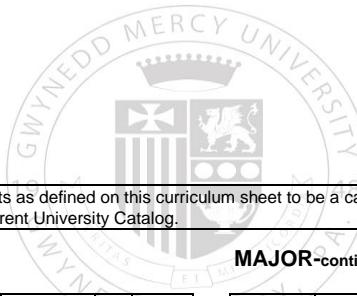 GWYNEDD MERCY UNIVERSITY
ts as defined on this curriculum sheet to be a ca
rent University Catalog.
MAJOR-conti